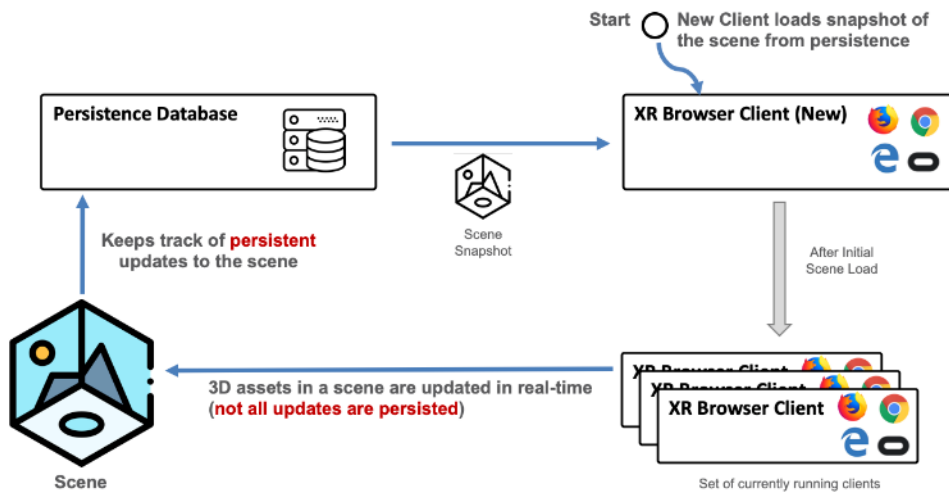 Start
New Client loads snapshot of
the scene from persistence
Persistence Database
XR Browser Client (New)
Scene
Snapshot
Keeps track of persistent
updates to the scene
After Initial
Scene Load
3D assets in a scene are updated in real-time
(not all updates are persisted)
XR Browser Client
XR Browser Client
XR Browser Client
Scene
Set of currently running clients